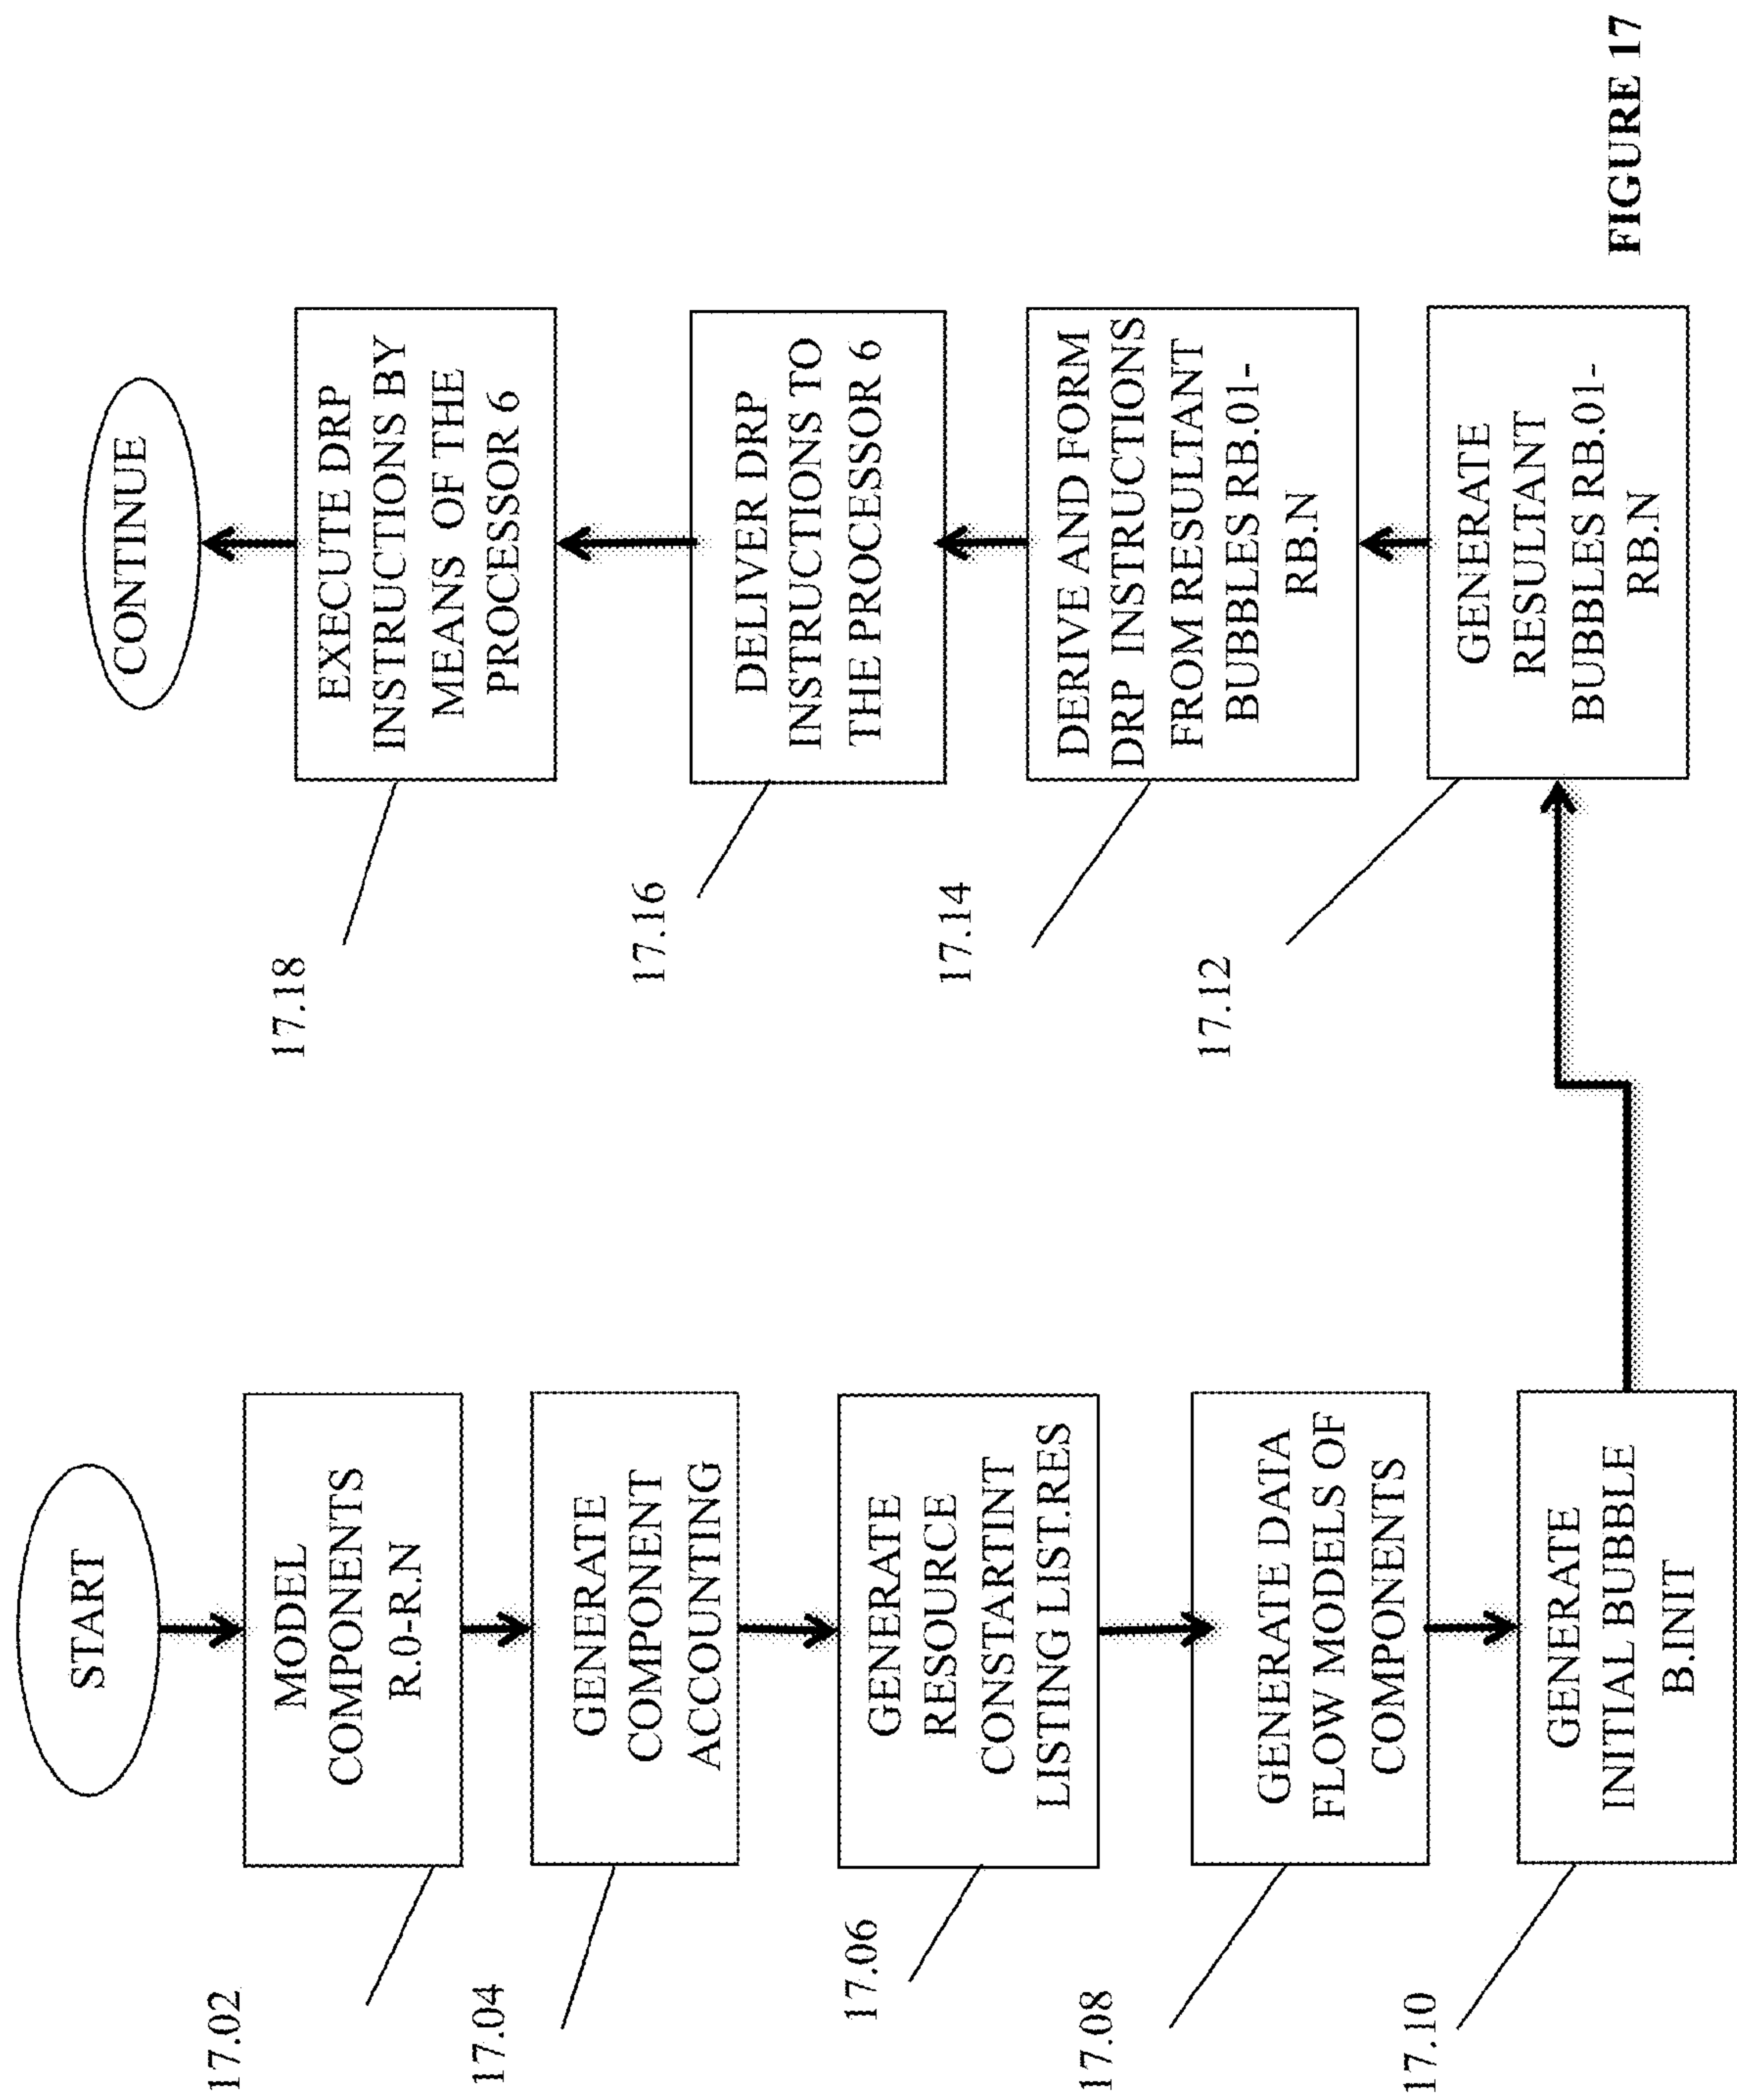 START
17.02
MODEL
COMPONENTS
R.0-R.N
17.04
GENERATE
COMPONENT
ACCOUNTING
17.06
GENERATE
RESOURCE
CONSTARTINT
LISTING LIST.RES
17.08
GENERATE DATA
FLOW MODELS OF
COMPONENTS
17.10
GENERATE
INITIAL BUBBLE
B.INIT
17.12
GENERATE
RESULTANT
BUBBLES RB.01-
RB.N
17.14
DERIVE AND FORM
DRP INSTRUCTIONS
FROM RESULTANT
BUBBLES RB.01-
RB.N
17.16
DELIVER DRP
INSTRUCTIONS TO
THE PROCESSOR 6
17.18
EXECUTE DRP
INSTRUCTIONS BY
MEANS OF THE
PROCESSOR 6
CONTINUE
FIGURE 17